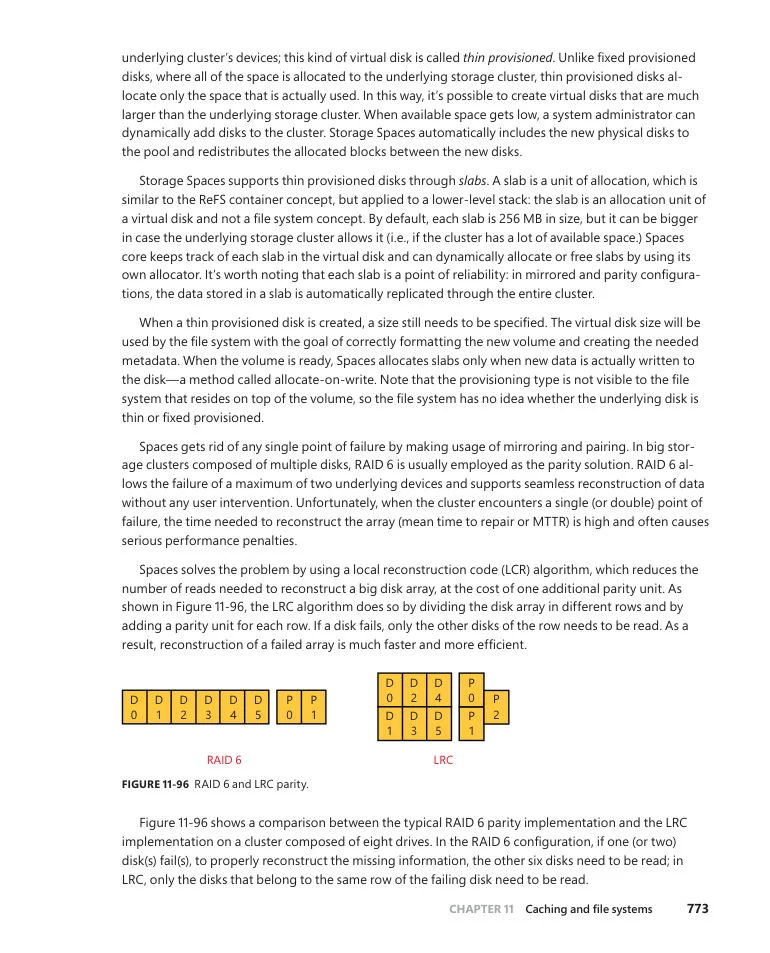 underlying cluster’s devices; this kind of virtual disk is called thin provisioned. Unlike fixed provisioned
disks, where all of the space is allocated to the underlying storage cluster, thin provisioned disks al-
locate only the space that is actually used. In this way, it’s possible to create virtual disks that are much
larger than the underlying storage cluster. When available space gets low, a system administrator can
dynamically add disks to the cluster. Storage Spaces automatically includes the new physical disks to
the pool and redistributes the allocated blocks between the new disks.
Storage Spaces supports thin provisioned disks through slabs. A slab is a unit of allocation, which is
similar to the ReFS container concept, but applied to a lower-level stack: the slab is an allocation unit of
a virtual disk and not a file system concept. By default, each slab is 256 MB in size, but it can be bigger
in case the underlying storage cluster allows it (i.e., if the cluster has a lot of available space.) Spaces
core keeps track of each slab in the virtual disk and can dynamically allocate or free slabs by using its
own allocator. It’s worth noting that each slab is a point of reliability: in mirrored and parity configura-
tions, the data stored in a slab is automatically replicated through the entire cluster.
When a thin provisioned disk is created, a size still needs to be specified. The virtual disk size will be
used by the file system with the goal of correctly formatting the new volume and creating the needed
metadata. When the volume is ready, Spaces allocates slabs only when new data is actually written to
the disk—a method called allocate-on-write. Note that the provisioning type is not visible to the file
system that resides on top of the volume, so the file system has no idea whether the underlying disk is
thin or fixed provisioned.
Spaces gets rid of any single point of failure by making usage of mirroring and pairing. In big stor-
age clusters composed of multiple disks, RAID 6 is usually employed as the parity solution. RAID 6 al-
lows the failure of a maximum of two underlying devices and supports seamless reconstruction of data
without any user intervention. Unfortunately, when the cluster encounters a single (or double) point of
failure, the time needed to reconstruct the array (mean time to repair or MTTR) is high and often causes
serious performance penalties.
Spaces solves the problem by using a local reconstruction code (LCR) algorithm, which reduces the
number of reads needed to reconstruct a big disk array, at the cost of one additional parity unit. As
shown in Figure 11-96, the LRC algorithm does so by dividing the disk array in different rows and by
adding a parity unit for each row. If a disk fails, only the other disks of the row needs to be read. As a
result, reconstruction of a failed array is much faster and more efficient.
D D D D D D P P
0 1 2 3 4 5 0 1
RAID 6
D D D P
0 2 4 0
P
2
D D D P
1 3 5 1
LRC
FIGURE 11-96 RAID 6 and LRC parity.
Figure 11-96 shows a comparison between the typical RAID 6 parity implementation and the LRC
implementation on a cluster composed of eight drives. In the RAID 6 configuration, if one (or two)
disk(s) fail(s), to properly reconstruct the missing information, the other six disks need to be read; in
LRC, only the disks that belong to the same row of the failing disk need to be read.
CHAPTER 11 Caching and file systems 773